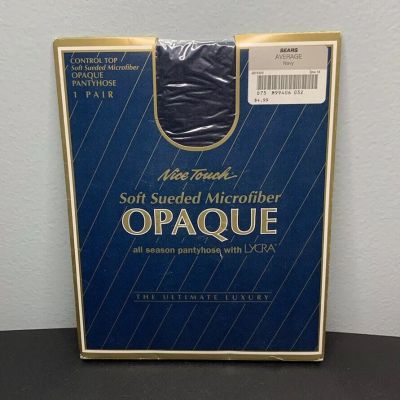 CONTROL TOP
Soft Sueded Microfiber
OPAQUE
PANTYHOSE
1 PAIR
SEARS
AVERAGE
Navy
$4.99
Nice Touch
Soft Sueded Microfiber
OPAQUE
all season pantyhose with LYCRA
THE ULTIMATE LUXURY